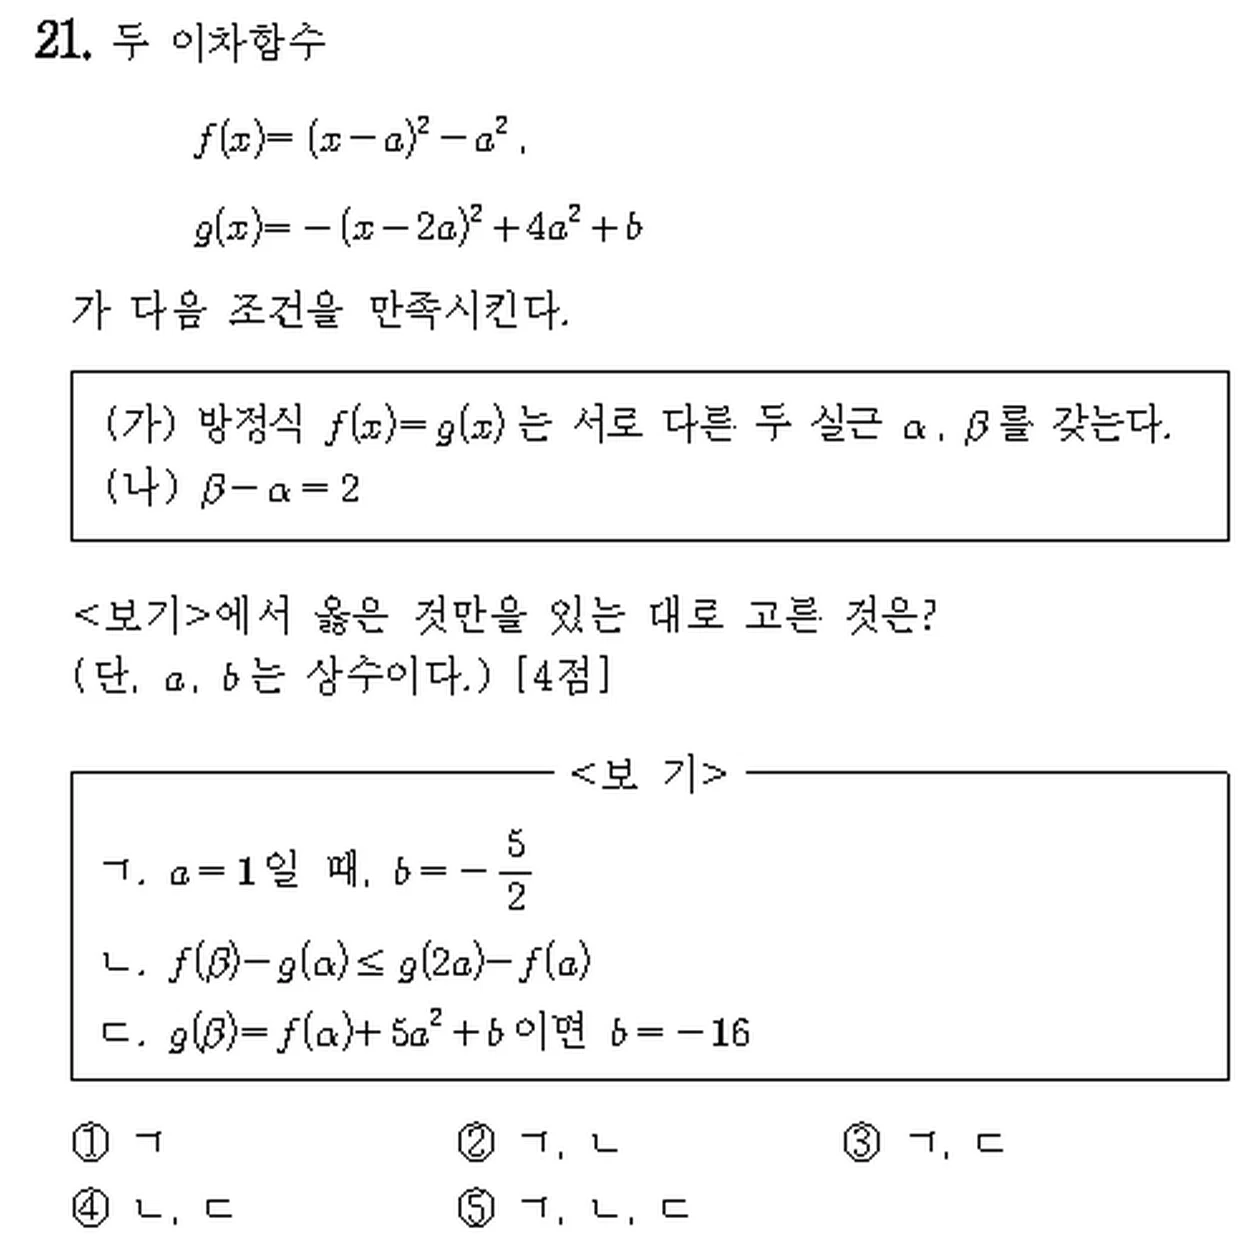 21. 두 이차함수
f(x)= (x-a)² - a²,
g(x)= -(x-2a)² + 4a² + b
가 다음 조건을 만족시킨다.
(가) 방정식 f(x)= g(x)는 서로 다른 두 실근 α, β를 갖는다.
(나) β- α = 2
<보기>에서 옳은 것만을 있는 대로 고른 것은?
(단, a, b는 상수이다.) [4점]
<보 기>
ㄱ. a = 1일 때, b = -5/2
ㄴ. f(β)-g(α) ≤ g(2a)-f(a)
ㄷ. g(β)= f(α)+ 5a² + b이면 b = -16
① ㄱ ② ㄱ, ㄴ ③ ㄱ, ㄷ
④ ㄴ, ㄷ ⑤ ㄱ, ㄴ, ㄷ